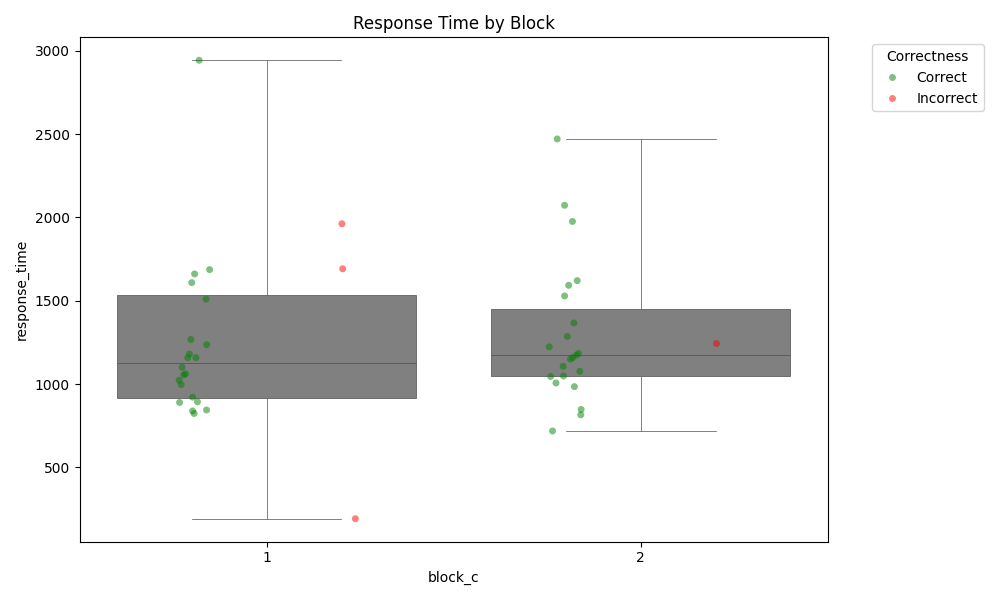 Response Time by Block
Correctness
Correct
Incorrect
response_time
3000
2500
2000
1500
1000
500
1
2
block_c